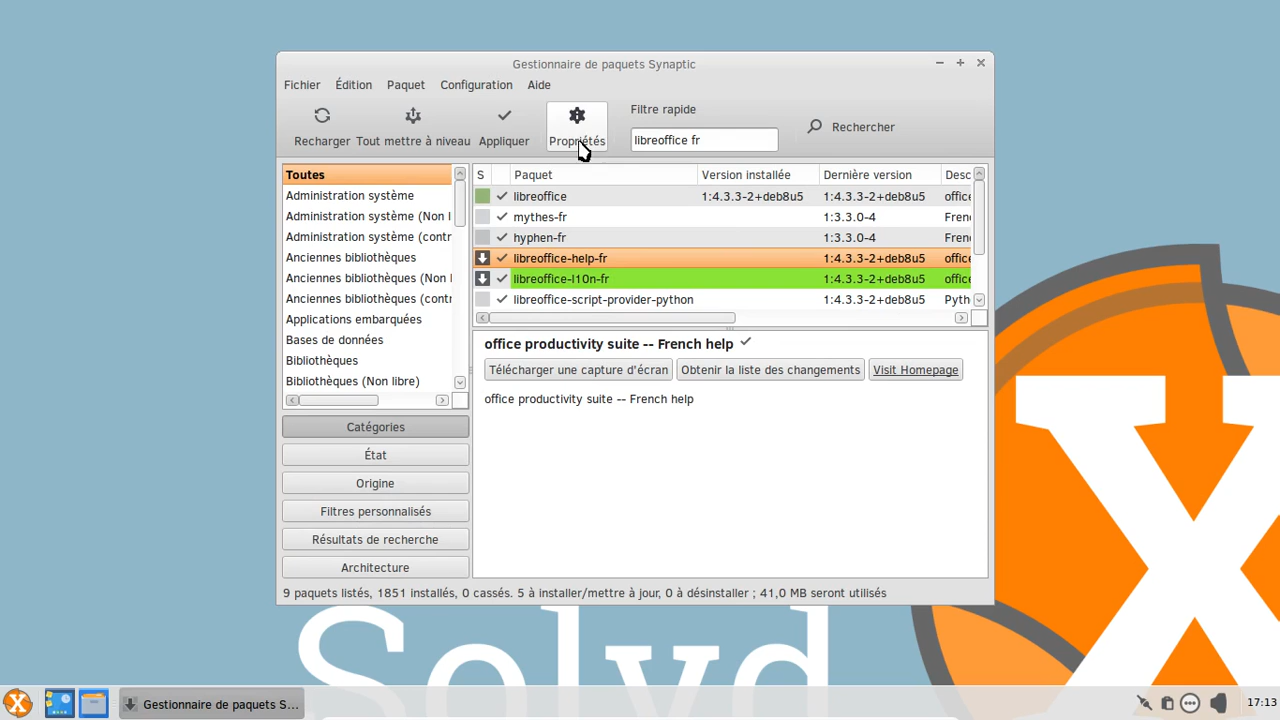 Gestionnaire de paquets Synaptic
Fichier Édition Paquet Configuration Aide
Recharger Tout mettre à niveau Appliquer Propriétés
Filtre rapide
libreoffice fr
Rechercher
Toutes
Administration système
Administration système (Non l
Administration système (contr
Anciennes bibliothèques
Anciennes bibliothèques (Non l
Anciennes bibliothèques (contr
Applications embarquées
Bases de données
Bibliothèques
Bibliothèques (Non libre)
Catégories
État
Origine
Filtres personnalisés
Résultats de recherche
Architecture
S Paquet Version installée Dernière version Desc
libreoffice 1:4.3.3-2+deb8u5 1:4.3.3-2+deb8u5 office
mythes-fr 1:3.3.0-4 Fren
hyphen-fr 1:3.3.0-4 Fren
libreoffice-help-fr 1:4.3.3-2+deb8u5 office
libreoffice-l10n-fr 1:4.3.3-2+deb8u5 office
libreoffice-script-provider-python 1:4.3.3-2+deb8u5 Pyth
office productivity suite -- French help
Télécharger une capture d'écran Obtenir la liste des changements Visit Homepage
office productivity suite -- French help
9 paquets listés, 1851 installés, 0 cassés. 5 à installer/mettre à jour, 0 à désinstaller ; 41,0 MB seront utilisés
Solyd
X
Gestionnaire de paquets S...
17:13